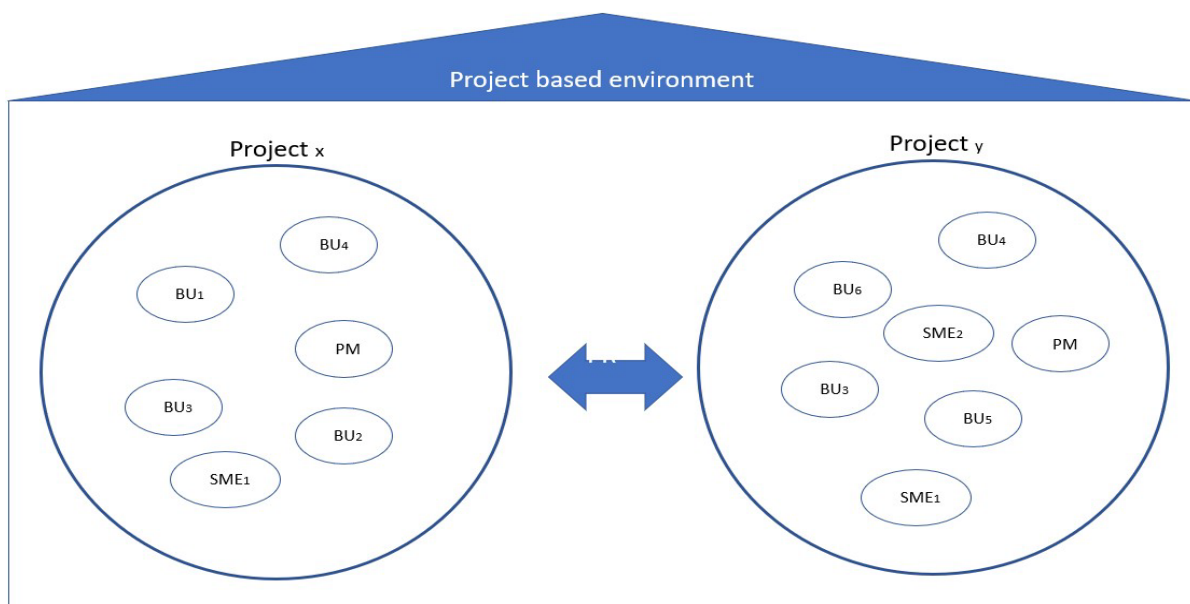 Project based environment
Project x
Project y
BU4
BU1
PM
BU3
BU2
SME1
BU4
BU6
SME2
PM
BU3
BU5
SME1